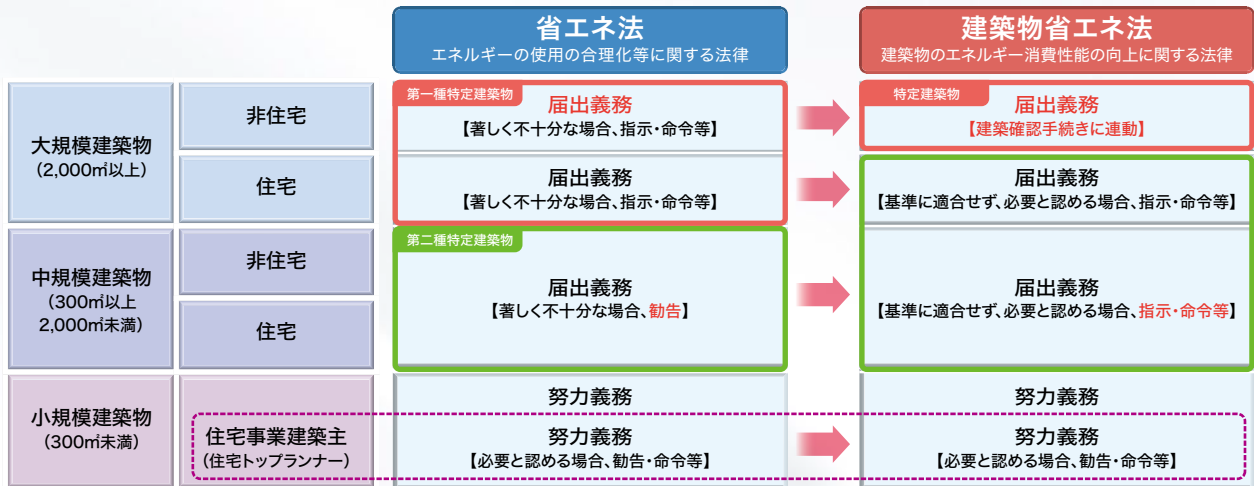 省エネ法
エネルギーの使用の合理化等に関する法律
建築物省エネ法
建築物のエネルギー消費性能の向上に関する法律
大規模建築物
（2,000㎡以上）
非住宅
第一種特定建築物
届出義務
【著しく不十分な場合、指示・命令等】
特定建築物
届出義務
【建築確認手続きに連動】
住宅
届出義務
【著しく不十分な場合、指示・命令等】
届出義務
【基準に適合せず、必要と認める場合、指示・命令等】
中規模建築物
（300㎡以上
2,000㎡未満）
非住宅
住宅
第二種特定建築物
届出義務
【著しく不十分な場合、勧告】
届出義務
【基準に適合せず、必要と認める場合、指示・命令等】
小規模建築物
（300㎡未満）
努力義務
努力義務
住宅事業建築主
（住宅トップランナー）
努力義務
【必要と認める場合、勧告・命令等】
努力義務
【必要と認める場合、勧告・命令等】